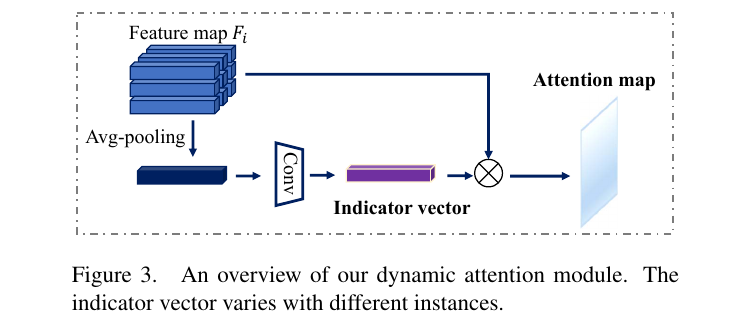 Feature map F_i
Attention map
Avg-pooling
Conv
Indicator vector
Figure 3. An overview of our dynamic attention module. The
indicator vector varies with different instances.